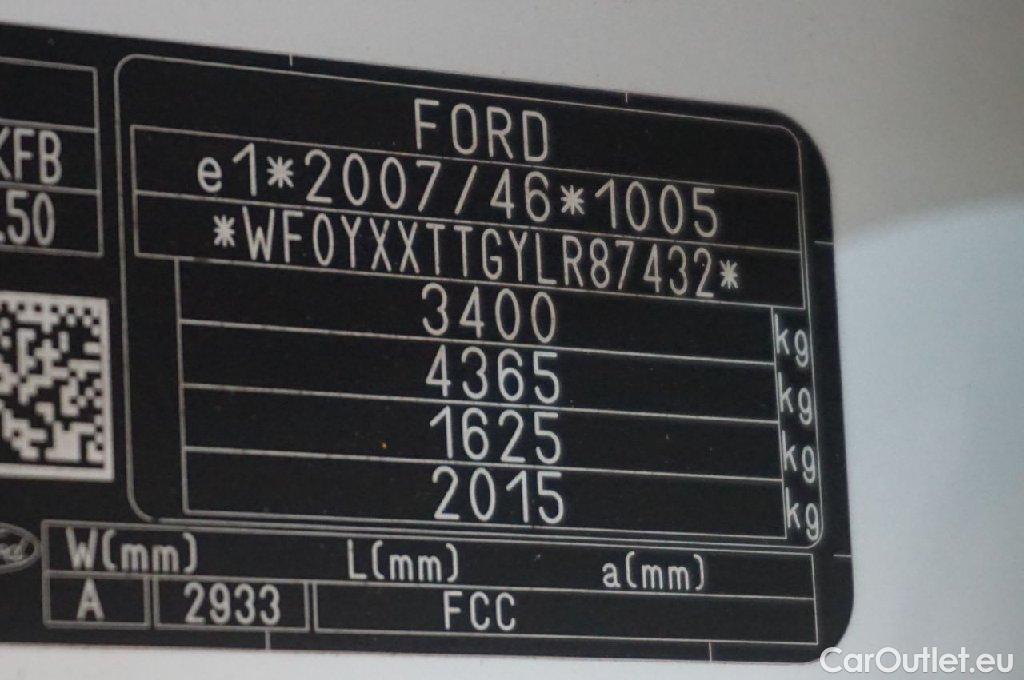 KFB
.50
FORD
e1*2007/46*1005
*WF0YXXTTGYLR87432*
3400 kg
4365 kg
1625 kg
2015 kg
W(mm) L(mm) a(mm)
A 2933 FCC
CarOutlet.eu